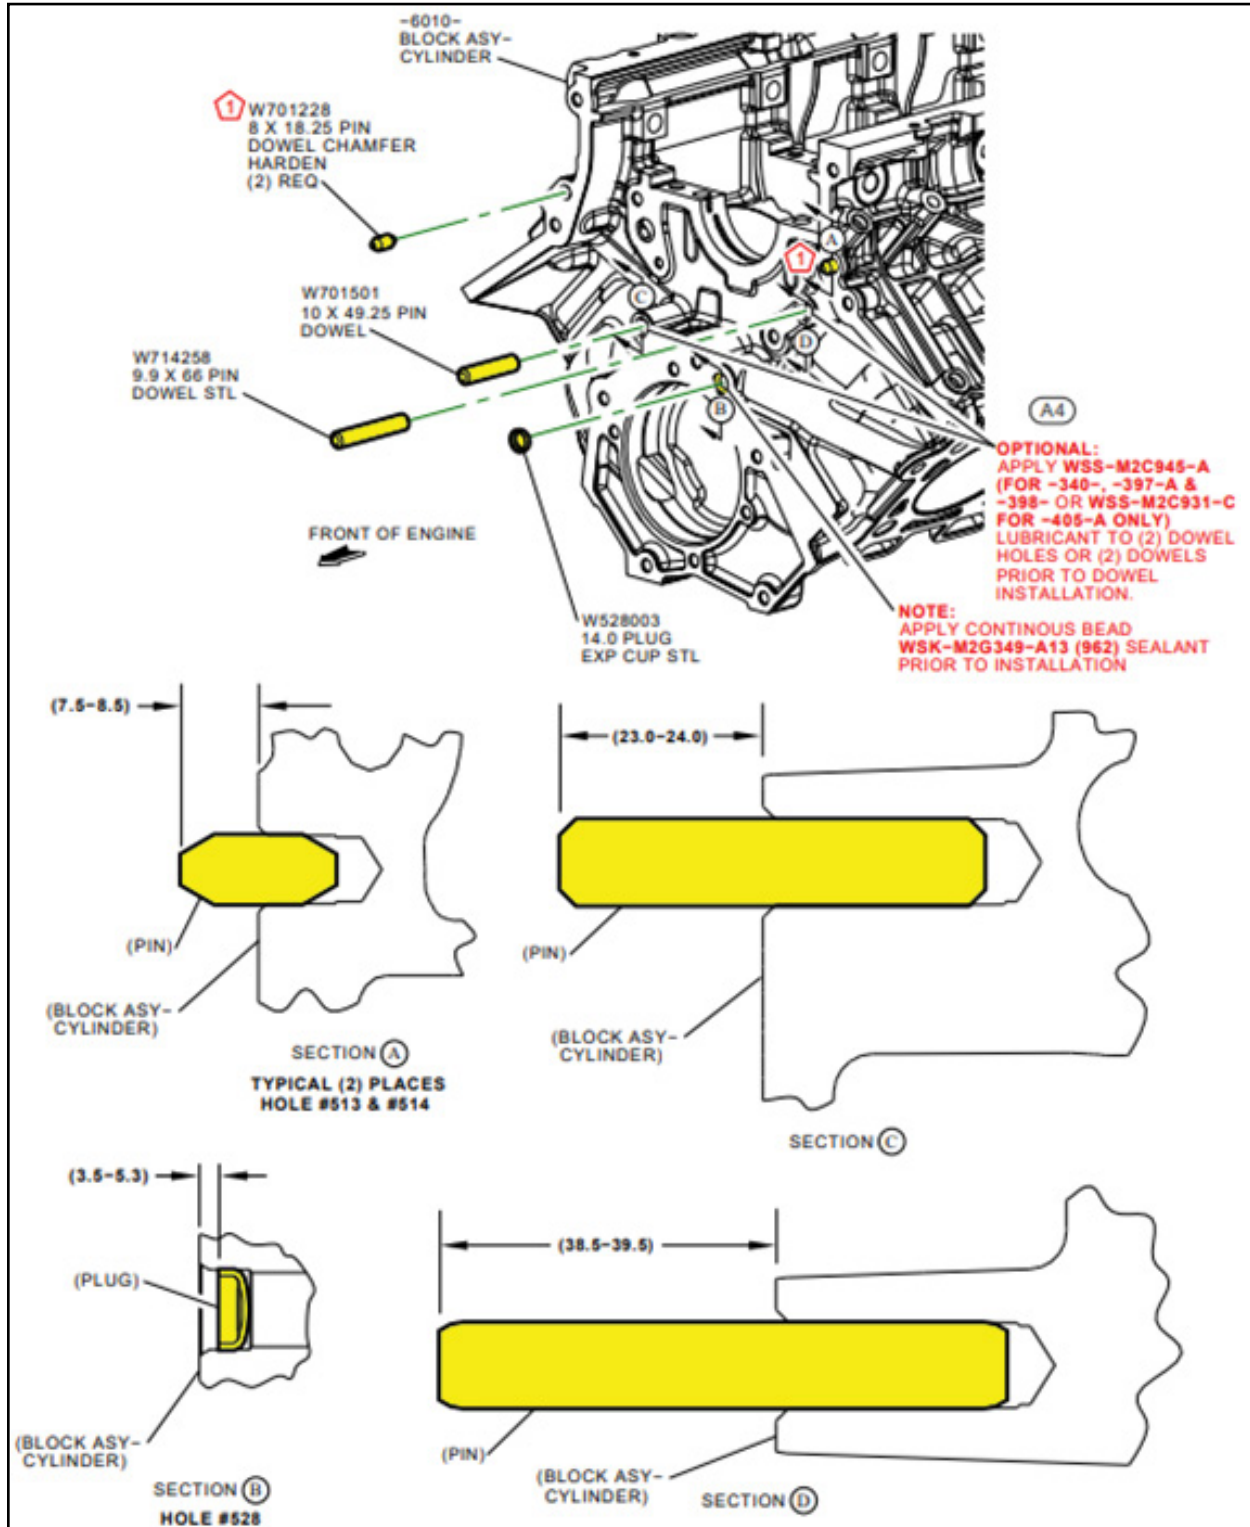 -6010-
BLOCK ASY-
CYLINDER
1
W701228
8 X 18.25 PIN
DOWEL CHAMFER
HARDEN
(2) REQ
W701501
10 X 49.25 PIN
DOWEL
W714258
9.9 X 66 PIN
DOWEL STL
A
1
C
D
B
A4
OPTIONAL:
APPLY WSS-M2C945-A
(FOR -340-, -397-A &
-398- OR WSS-M2C931-C
FOR -405-A ONLY)
LUBRICANT TO (2) DOWEL
HOLES OR (2) DOWELS
PRIOR TO DOWEL
INSTALLATION.
FRONT OF ENGINE
W528003
14.0 PLUG
EXP CUP STL
NOTE:
APPLY CONTINOUS BEAD
WSK-M2G349-A13 (962) SEALANT
PRIOR TO INSTALLATION
(7.5-8.5)
(PIN)
(BLOCK ASY-
CYLINDER)
SECTION A
TYPICAL (2) PLACES
HOLE #513 & #514
(23.0-24.0)
(PIN)
(BLOCK ASY-
CYLINDER)
SECTION C
(3.5-5.3)
(PLUG)
(BLOCK ASY-
CYLINDER)
SECTION B
HOLE #528
(38.5-39.5)
(PIN)
(BLOCK ASY-
CYLINDER)
SECTION D